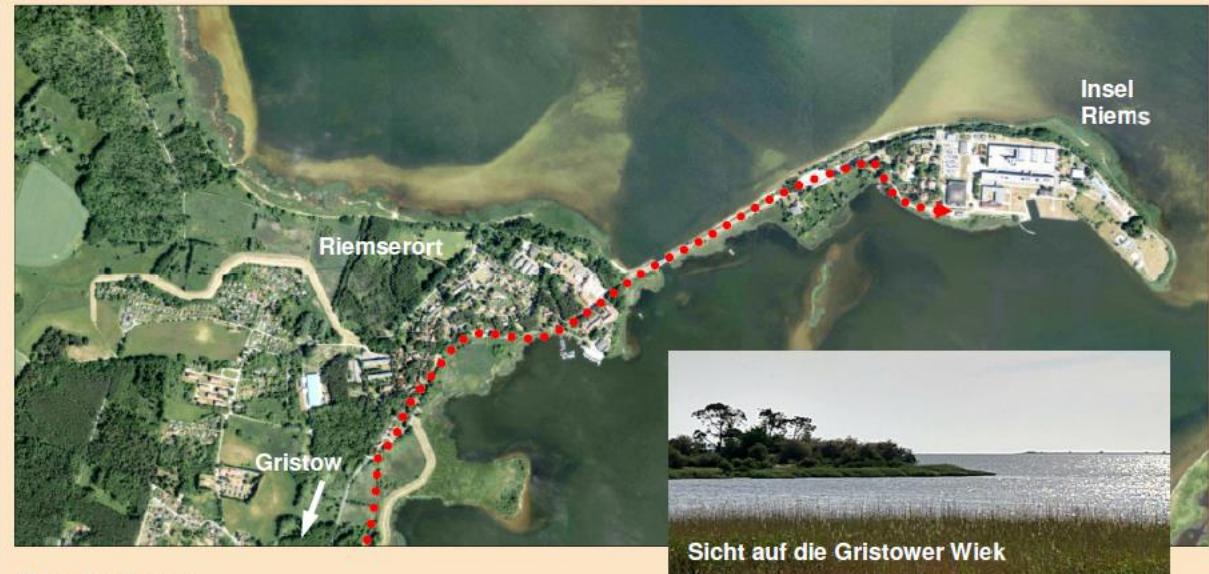 Insel
Riems
Riemserort
Gristow
Sicht auf die Gristower Wiek